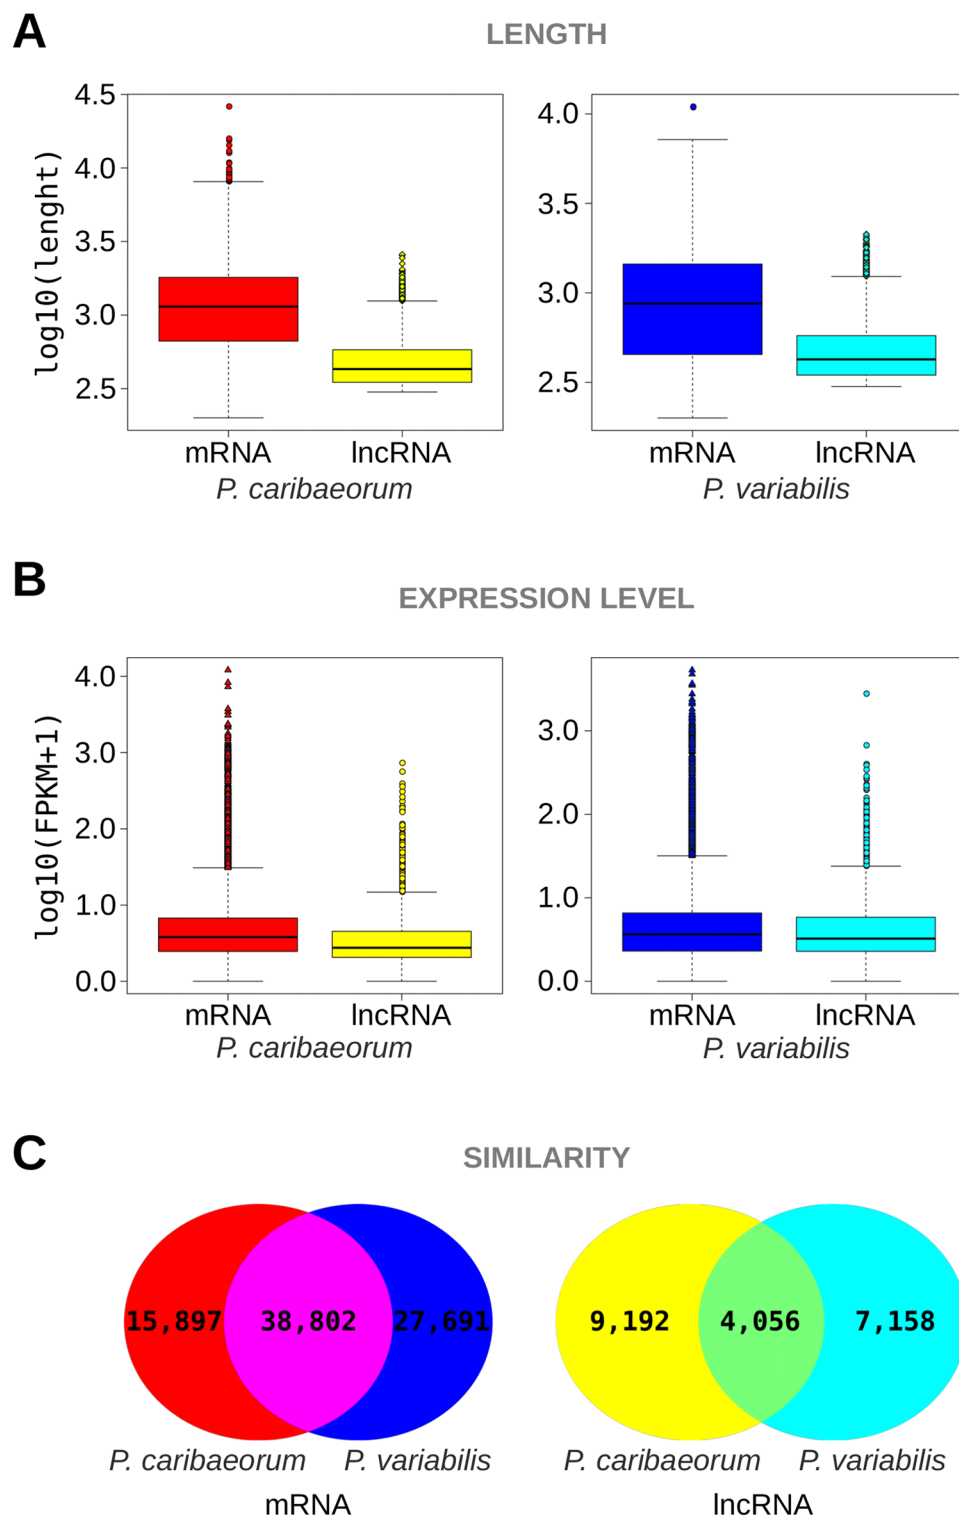 A
LENGTH
log10(lenght)
4.5
4.0
3.5
3.0
2.5
mRNA
lncRNA
P. caribaeorum
4.0
3.5
3.0
2.5
mRNA
lncRNA
P. variabilis
B
EXPRESSION LEVEL
log10(FPKM+1)
4.0
3.0
2.0
1.0
0.0
mRNA
lncRNA
P. caribaeorum
3.0
2.0
1.0
0.0
mRNA
lncRNA
P. variabilis
C
SIMILARITY
15,897
38,802
27,691
P. caribaeorum
P. variabilis
mRNA
9,192
4,056
7,158
P. caribaeorum
P. variabilis
lncRNA